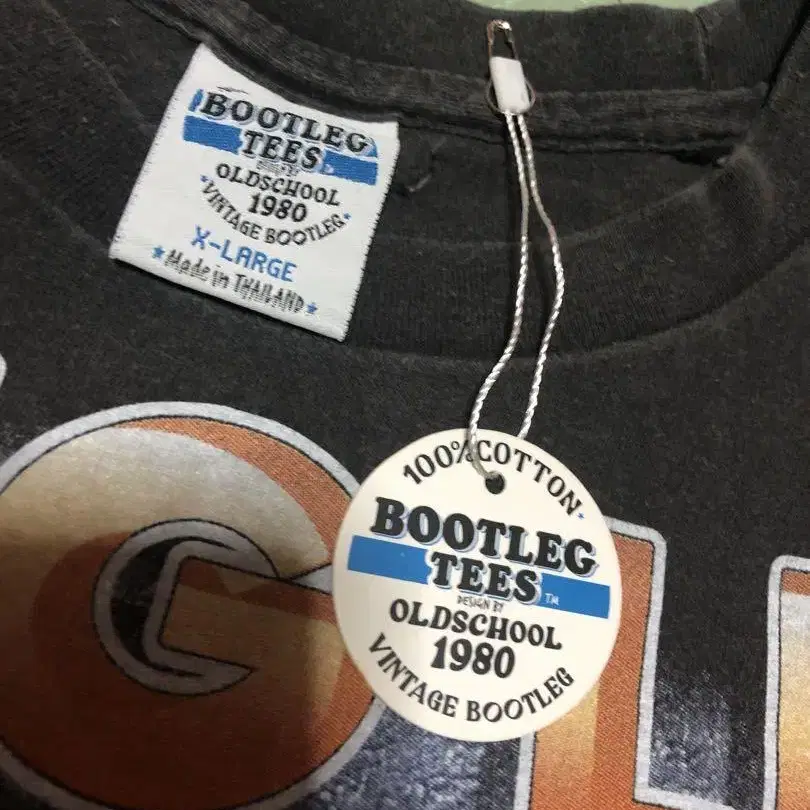 BOOTLEG
TEES
OLDSCHOOL
1980
VINTAGE BOOTLEG
X-LARGE
Made in THAILAND
100% COTTON
BOOTLEG
TEES TM
DESIGN BY
OLDSCHOOL
1980
VINTAGE BOOTLEG
G